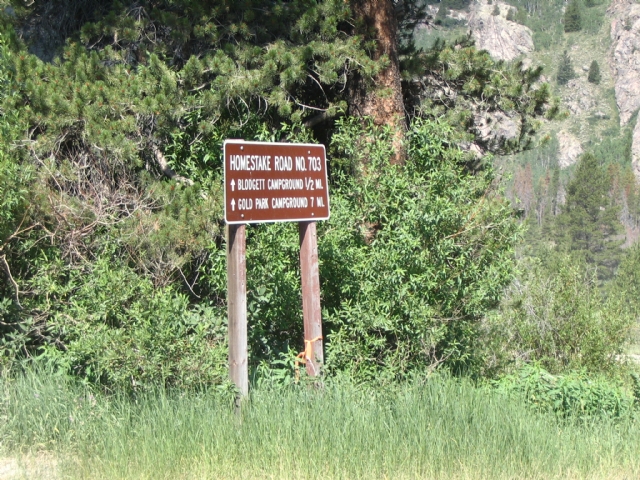 HOMESTAKE ROAD NO. 703
↑ BLODGETT CAMPGROUND 1/2 MI.
↑ GOLD PARK CAMPGROUND 7 MI.